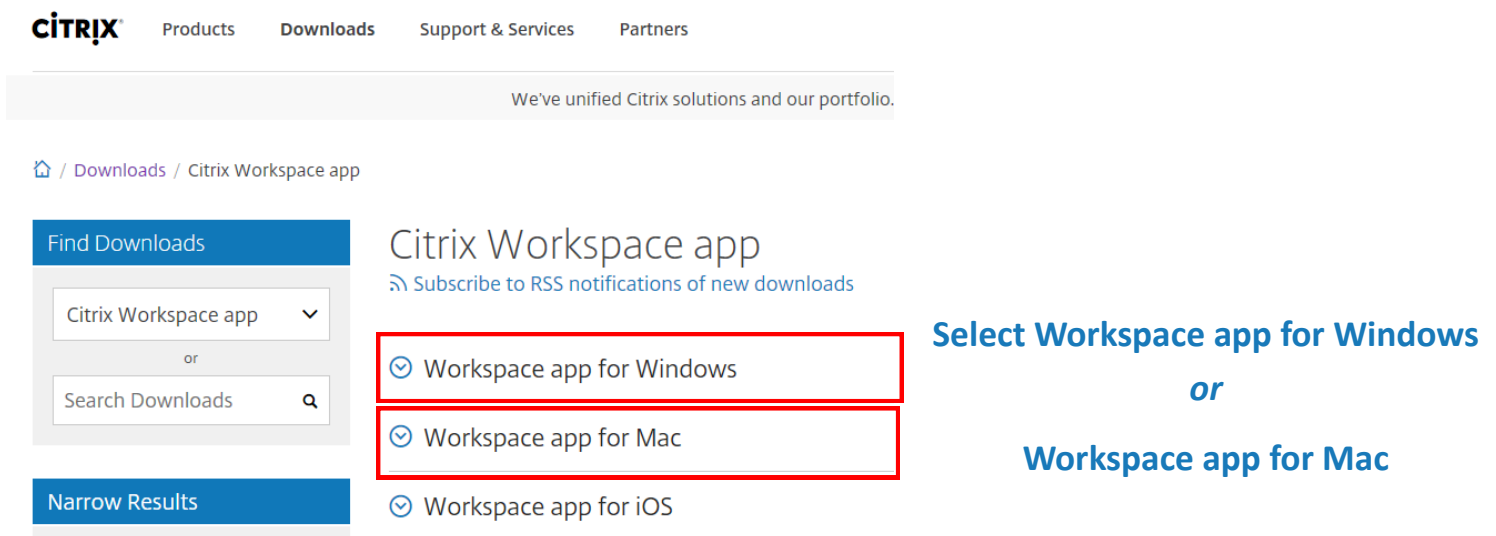 CİTRIX Products Downloads Support & Services Partners
We've unified Citrix solutions and our portfolio.
/ Downloads / Citrix Workspace app
Find Downloads
Citrix Workspace app
or
Search Downloads
Narrow Results
Citrix Workspace app
Subscribe to RSS notifications of new downloads
Workspace app for Windows
Workspace app for Mac
Workspace app for iOS
Select Workspace app for Windows
or
Workspace app for Mac